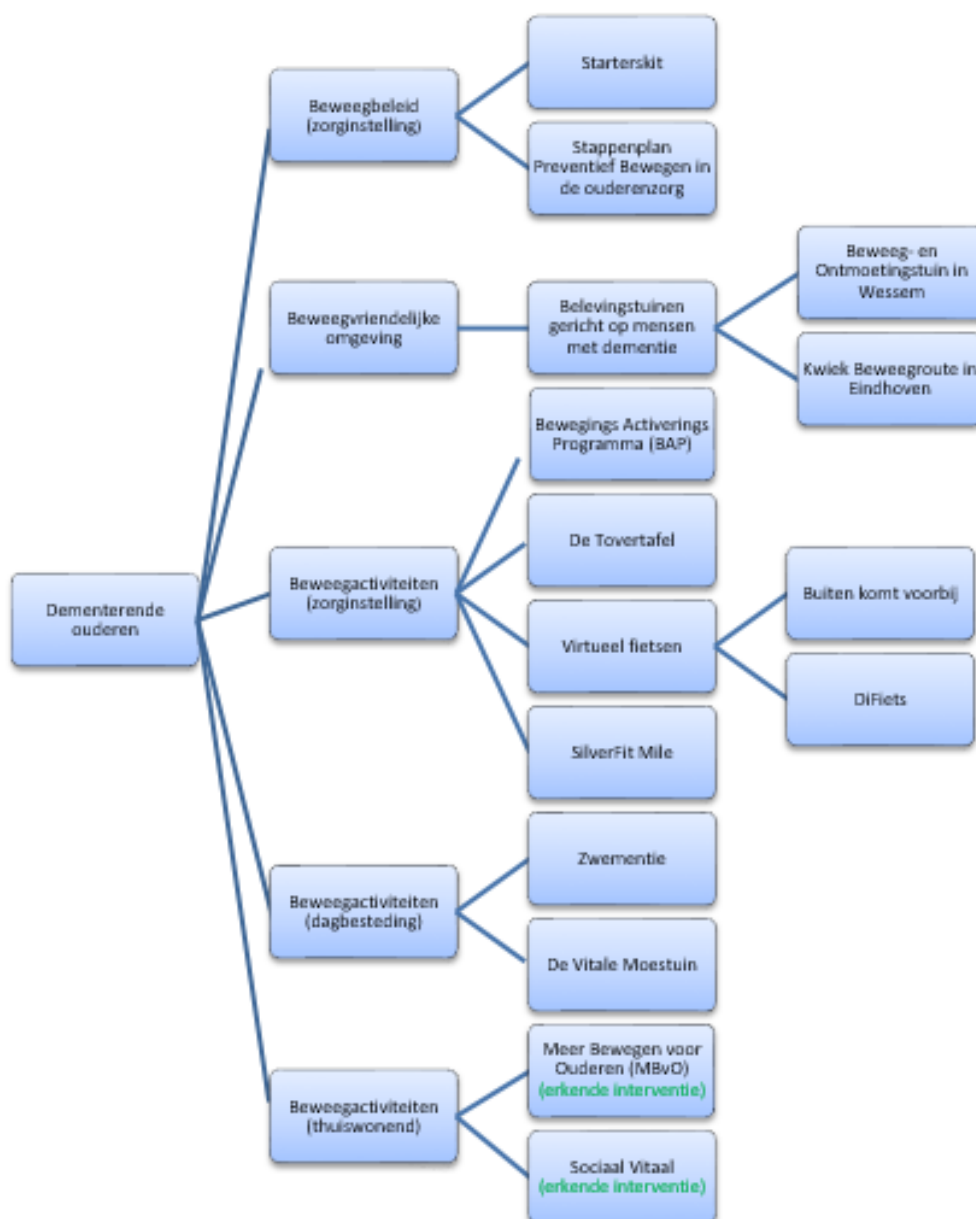 Dementerende
ouderen
Beweegbeleid
(zorginstelling)
Starterskit
Stappenplan
Preventief Bewegen in
de ouderenzorg
Beweegvriendelijke
omgeving
Belevingstuinen
gericht op mensen
met dementie
Beweeg- en
Ontmoetingstuin in
Wessem
Kwiek Beweegroute in
Eindhoven
Beweegactiviteiten
(zorginstelling)
Bewegings Activerings
Programma (BAP)
De Tovertafel
Virtueel fietsen
Buiten komt voorbij
DiFiets
SilverFit Mile
Beweegactiviteiten
(dagbesteding)
Zwementie
De Vitale Moestuin
Beweegactiviteiten
(thuiswonend)
Meer Bewegen voor
Ouderen (MBvO)
(erkende interventie)
Sociaal Vitaal
(erkende interventie)